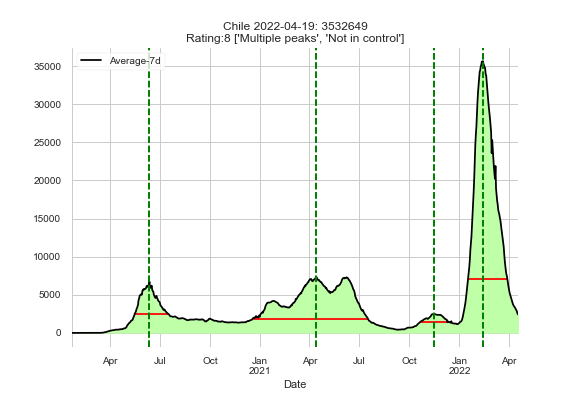 Chile 2022-04-19: 3532649
Rating:8 ['Multiple peaks', 'Not in control']
Average-7d
35000
30000
25000
20000
15000
10000
5000
0
Apr Jul Oct Jan Apr Jul Oct Jan Apr
2021 2022
Date